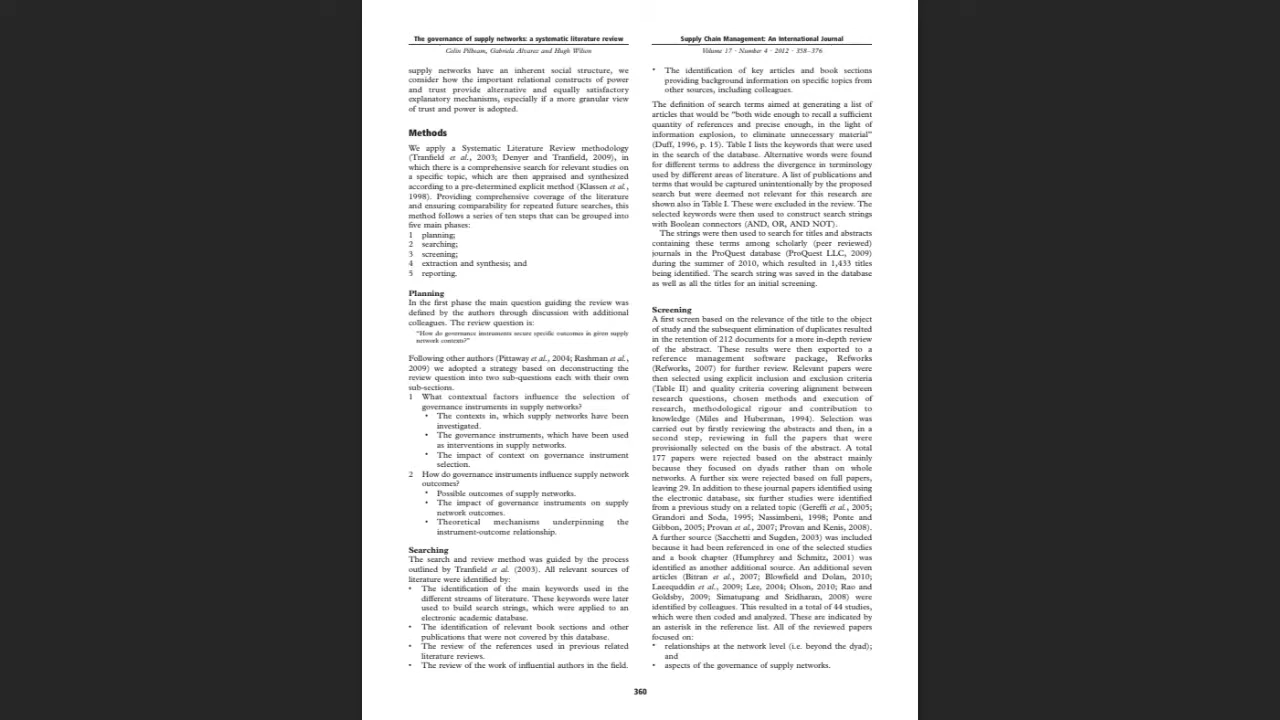 The governance of supply networks: a systematic literature review
Colin Pilbeam, Gabriela Alvarez and Hugh Wilson
Supply Chain Management: An International Journal
Volume 17 · Number 4 · 2012 · 358–376
supply networks have an inherent social structure, we
consider how the important relational constructs of power
and trust provide alternative and equally satisfactory
explanatory mechanisms, especially if a more granular view
of trust and power is adopted.
Methods
We apply a Systematic Literature Review methodology
(Tranfield et al., 2003; Denyer and Tranfield, 2009), in
which there is a comprehensive search for relevant studies on
a specific topic, which are then appraised and synthesized
according to a pre-determined explicit method (Klassen et al.,
1998). Providing comprehensive coverage of the literature
and ensuring comparability for repeated future searches, this
method follows a series of ten steps that can be grouped into
five main phases:
1 planning;
2 searching;
3 screening;
4 extraction and synthesis; and
5 reporting.
Planning
In the first phase the main question guiding the review was
defined by the authors through discussion with additional
colleagues. The review question is:
"How do governance instruments secure specific outcomes in given supply
network contexts?"
Following other authors (Pittaway et al., 2004; Rashman et al.,
2009) we adopted a strategy based on deconstructing the
review question into two sub-questions each with their own
sub-sections.
1 What contextual factors influence the selection of
governance instruments in supply networks?
• The contexts in, which supply networks have been
investigated.
• The governance instruments, which have been used
as interventions in supply networks.
• The impact of context on governance instrument
selection.
2 How do governance instruments influence supply network
outcomes?
• Possible outcomes of supply networks.
• The impact of governance instruments on supply
network outcomes.
• Theoretical mechanisms underpinning the
instrument-outcome relationship.
Searching
The search and review method was guided by the process
outlined by Tranfield et al. (2003). All relevant sources of
literature were identified by:
• The identification of the main keywords used in the
different streams of literature. These keywords were later
used to build search strings, which were applied to an
electronic academic database.
• The identification of relevant book sections and other
publications that were not covered by this database.
• The review of the references used in previous related
literature reviews.
• The review of the work of influential authors in the field.
• The identification of key articles and book sections
providing background information on specific topics from
other sources, including colleagues.
The definition of search terms aimed at generating a list of
articles that would be "both wide enough to recall a sufficient
quantity of references and precise enough, in the light of
information explosion, to eliminate unnecessary material"
(Duff, 1996, p. 15). Table I lists the keywords that were used
in the search of the database. Alternative words were found
for different terms to address the divergence in terminology
used by different areas of literature. A list of publications and
terms that would be captured unintentionally by the proposed
search but were deemed not relevant for this research are
shown also in Table I. These were excluded in the review. The
selected keywords were then used to construct search strings
with Boolean connectors (AND, OR, AND NOT).
The strings were then used to search for titles and abstracts
containing these terms among scholarly (peer reviewed)
journals in the ProQuest database (ProQuest LLC, 2009)
during the summer of 2010, which resulted in 1,433 titles
being identified. The search string was saved in the database
as well as all the titles for an initial screening.
Screening
A first screen based on the relevance of the title to the object
of study and the subsequent elimination of duplicates resulted
in the retention of 212 documents for a more in-depth review
of the abstract. These results were then exported to a
reference management software package, Refworks
(Refworks, 2007) for further review. Relevant papers were
then selected using explicit inclusion and exclusion criteria
(Table II) and quality criteria covering alignment between
research questions, chosen methods and execution of
research, methodological rigour and contribution to
knowledge (Miles and Huberman, 1994). Selection was
carried out by firstly reviewing the abstracts and then, in a
second step, reviewing in full the papers that were
provisionally selected on the basis of the abstract. A total
177 papers were rejected based on the abstract mainly
because they focused on dyads rather than on whole
networks. A further six were rejected based on full papers,
leaving 29. In addition to these journal papers identified using
the electronic database, six further studies were identified
from a previous study on a related topic (Gereffi et al., 2005;
Grandori and Soda, 1995; Nassimbeni, 1998; Ponte and
Gibbon, 2005; Provan et al., 2007; Provan and Kenis, 2008).
A further source (Sacchetti and Sugden, 2003) was included
because it had been referenced in one of the selected studies
and a book chapter (Humphrey and Schmitz, 2001) was
identified as another additional source. An additional seven
articles (Bitran et al., 2007; Blowfield and Dolan, 2010;
Laeequddin et al., 2009; Lee, 2004; Olson, 2010; Rao and
Goldsby, 2009; Simatupang and Sridharan, 2008) were
identified by colleagues. This resulted in a total of 44 studies,
which were then coded and analyzed. These are indicated by
an asterisk in the reference list. All of the reviewed papers
focused on:
• relationships at the network level (i.e. beyond the dyad);
and
• aspects of the governance of supply networks.
360